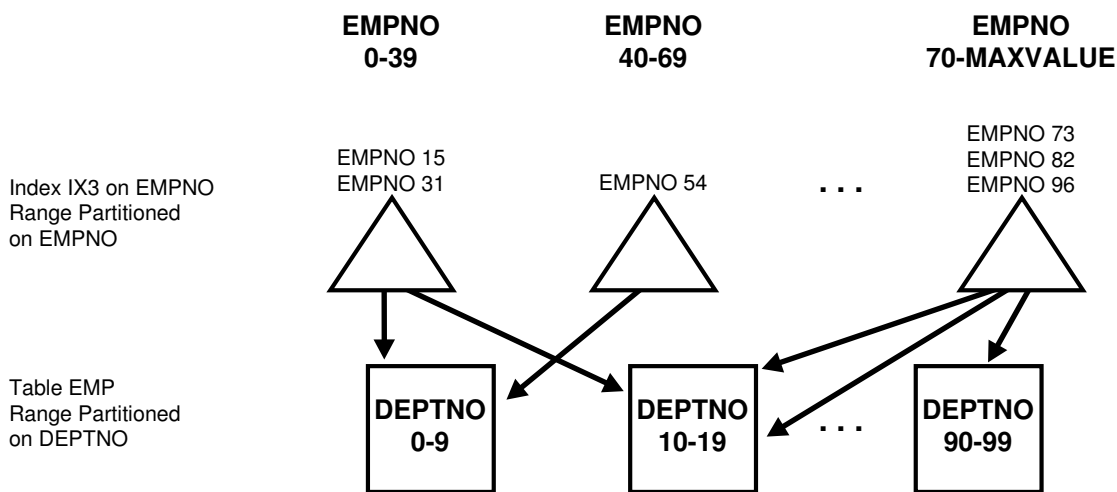 EMPNO
0-39
EMPNO
40-69
EMPNO
70-MAXVALUE
Index IX3 on EMPNO
Range Partitioned
on EMPNO
EMPNO 15
EMPNO 31
EMPNO 54
. . .
EMPNO 73
EMPNO 82
EMPNO 96
Table EMP
Range Partitioned
on DEPTNO
DEPTNO
0-9
DEPTNO
10-19
. . .
DEPTNO
90-99